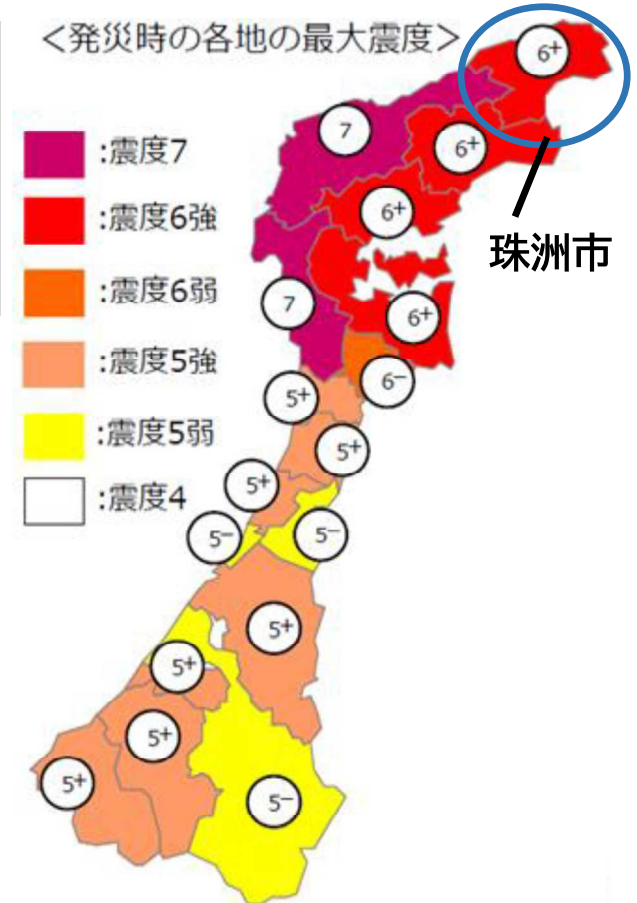 <発災時の各地の最大震度>
6+
:震度7
7
6+
:震度6強
6+
珠洲市
:震度6弱
7
6+
:震度5強
6−
5+
:震度5弱
5+
5+
:震度4
5−
5−
5+
5+
5+
5+
5−